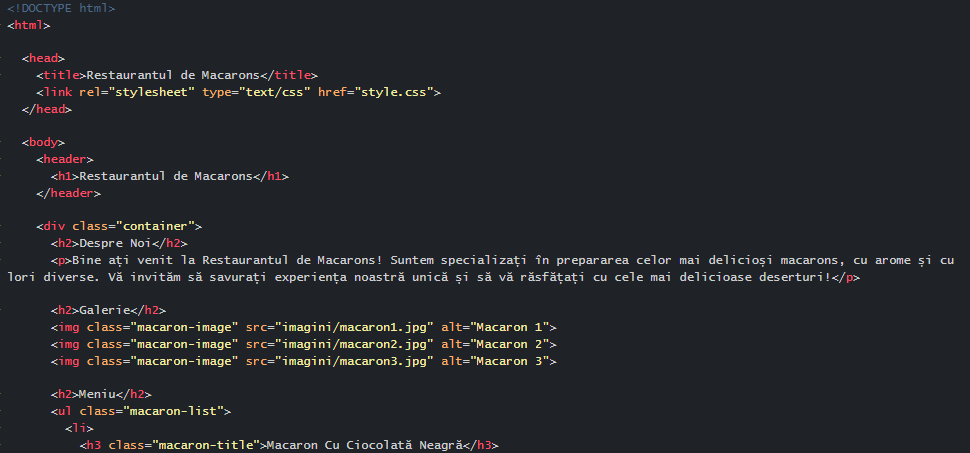 <!DOCTYPE html>
<html>
<head>
<title>Restaurantul de Macarons</title>
<link rel="stylesheet" type="text/css" href="style.css">
</head>
<body>
<header>
<h1>Restaurantul de Macarons</h1>
</header>
<div class="container">
<h2>Despre Noi</h2>
<p>Bine ați venit la Restaurantul de Macarons! Suntem specializați în prepararea celor mai delicioși macarons, cu arome și cu
lori diverse. Vă invităm să savurați experiența noastră unică și să vă răsfățați cu cele mai delicioase deserturi!</p>
<h2>Galerie</h2>
<img class="macaron-image" src="imagini/macaron1.jpg" alt="Macaron 1">
<img class="macaron-image" src="imagini/macaron2.jpg" alt="Macaron 2">
<img class="macaron-image" src="imagini/macaron3.jpg" alt="Macaron 3">
<h2>Meniu</h2>
<ul class="macaron-list">
<li>
<h3 class="macaron-title">Macaron Cu Ciocolată Neagră</h3>